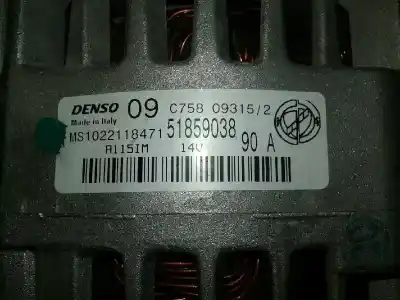 DENSO 09 C758 09315/2
Made in Italy
MS1022118471 51859038
A115IM 14V 90 A